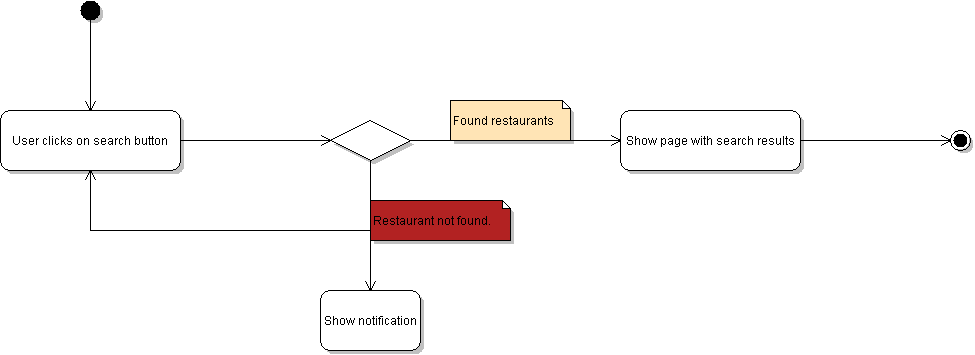 Found restaurants
User clicks on search button
Show page with search results
Restaurant not found.
Show notification